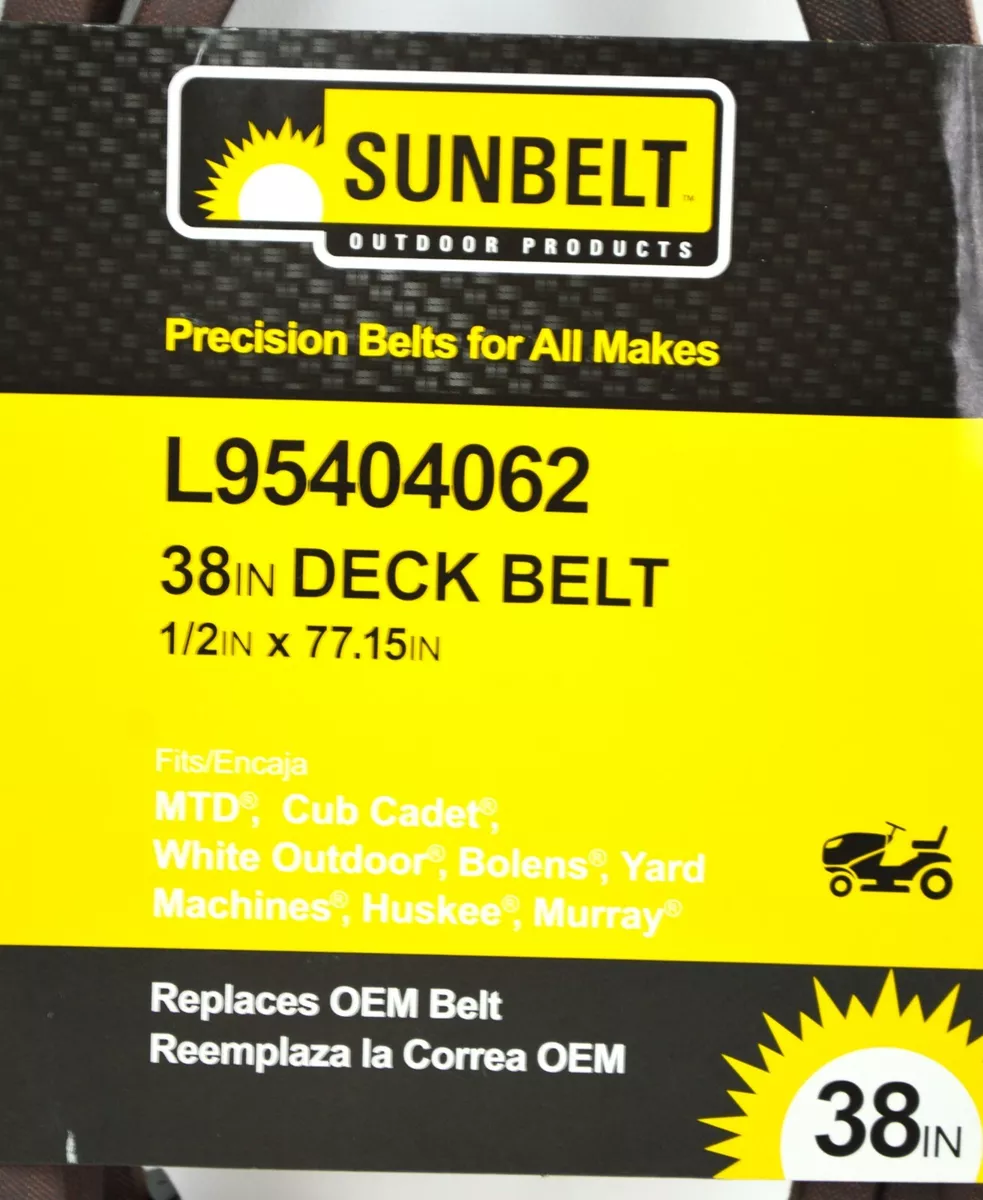 SUNBELT™
OUTDOOR PRODUCTS
Precision Belts for All Makes
L95404062
38IN DECK BELT
1/2IN x 77.15IN
Fits/Encaja
MTD®, Cub Cadet®,
White Outdoor®, Bolens®, Yard
Machines®, Huskee®, Murray®
Replaces OEM Belt
Reemplaza la Correa OEM
38IN